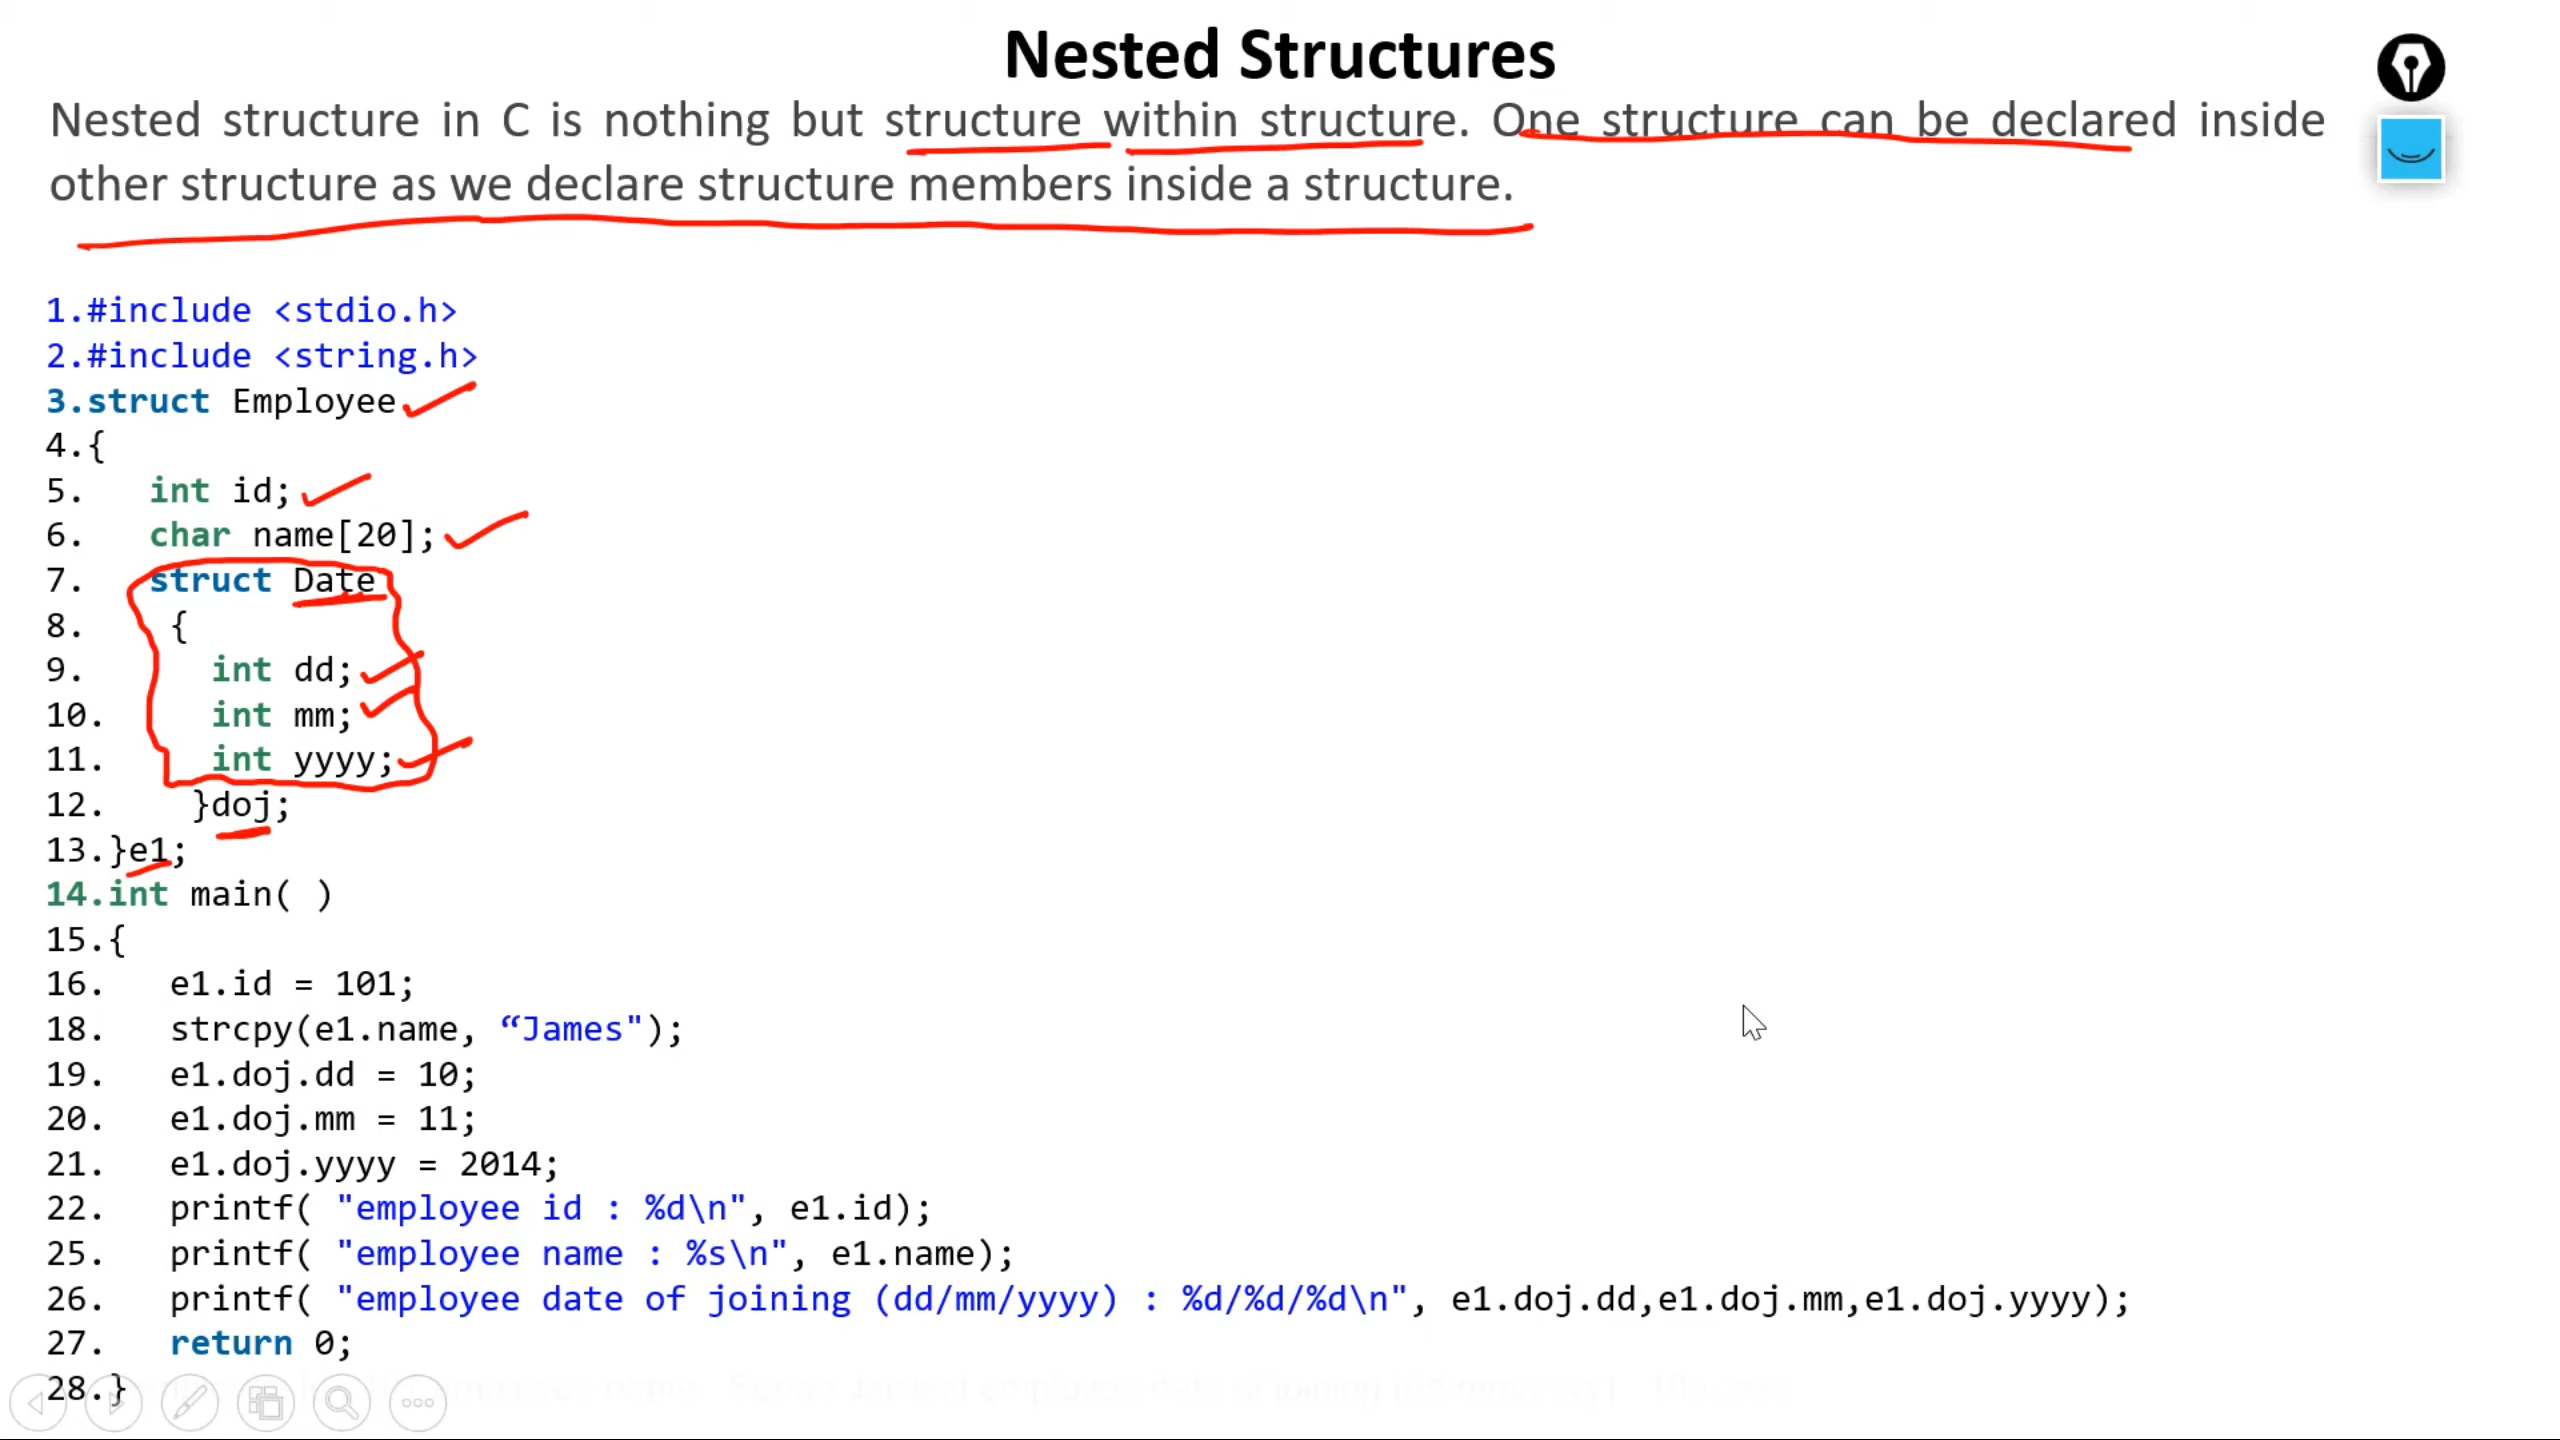 Nested Structures
Nested structure in C is nothing but structure within structure. One structure can be declared inside
other structure as we declare structure members inside a structure.
1.#include <stdio.h>
2.#include <string.h>
3.struct Employee
4.{
5.   int id;
6.   char name[20];
7.   struct Date
8.    {
9.      int dd;
10.     int mm;
11.     int yyyy;
12.    }doj;
13.}e1;
14.int main( )
15.{
16.   e1.id = 101;
18.   strcpy(e1.name, “James");
19.   e1.doj.dd = 10;
20.   e1.doj.mm = 11;
21.   e1.doj.yyyy = 2014;
22.   printf( "employee id : %d\n", e1.id);
25.   printf( "employee name : %s\n", e1.name);
26.   printf( "employee date of joining (dd/mm/yyyy) : %d/%d/%d\n", e1.doj.dd,e1.doj.mm,e1.doj.yyyy);
27.   return 0;
28.}